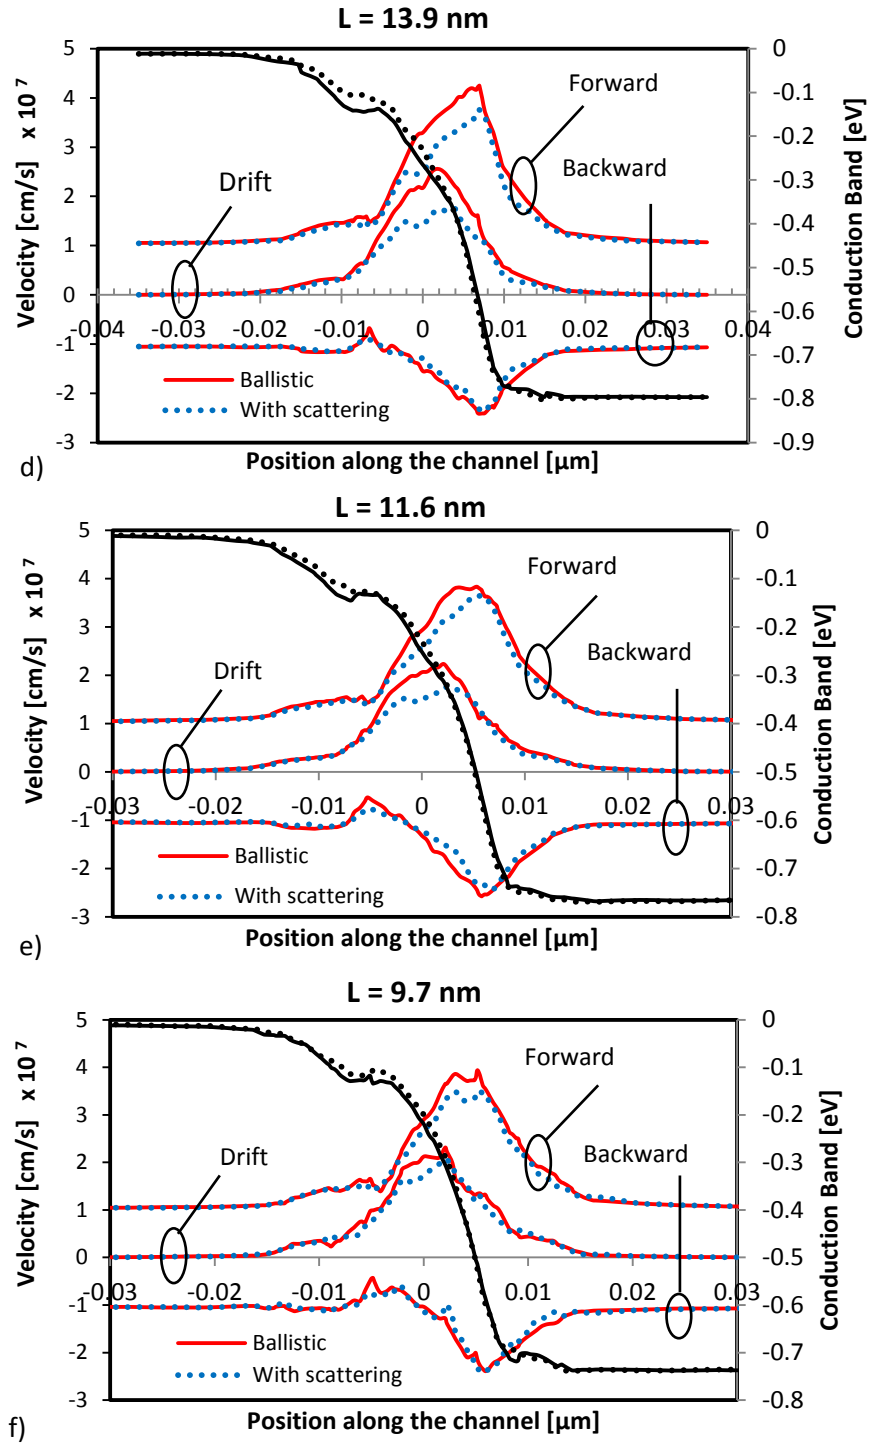 L = 13.9 nm
5
4
3
2
1
0
-1
-2
-3
Velocity [cm/s] x 10 7
0
-0.1
-0.2
-0.3
-0.4
-0.5
-0.6
-0.7
-0.8
-0.9
Conduction Band [eV]
Forward
Backward
Drift
-0.04 -0.03 -0.02 -0.01 0 0.01 0.02 0.03 0.04
Ballistic
With scattering
Position along the channel [µm]
d)
L = 11.6 nm
5
4
3
2
1
0
-1
-2
-3
Velocity [cm/s] x 10 7
0
-0.1
-0.2
-0.3
-0.4
-0.5
-0.6
-0.7
-0.8
Conduction Band [eV]
Forward
Backward
Drift
-0.03 -0.02 -0.01 0 0.01 0.02 0.03
Ballistic
With scattering
Position along the channel [µm]
e)
L = 9.7 nm
5
4
3
2
1
0
-1
-2
-3
Velocity [cm/s] x 10 7
0
-0.1
-0.2
-0.3
-0.4
-0.5
-0.6
-0.7
-0.8
Conduction Band [eV]
Forward
Backward
Drift
-0.03 -0.02 -0.01 0 0.01 0.02 0.03
Ballistic
With scattering
Position along the channel [µm]
f)